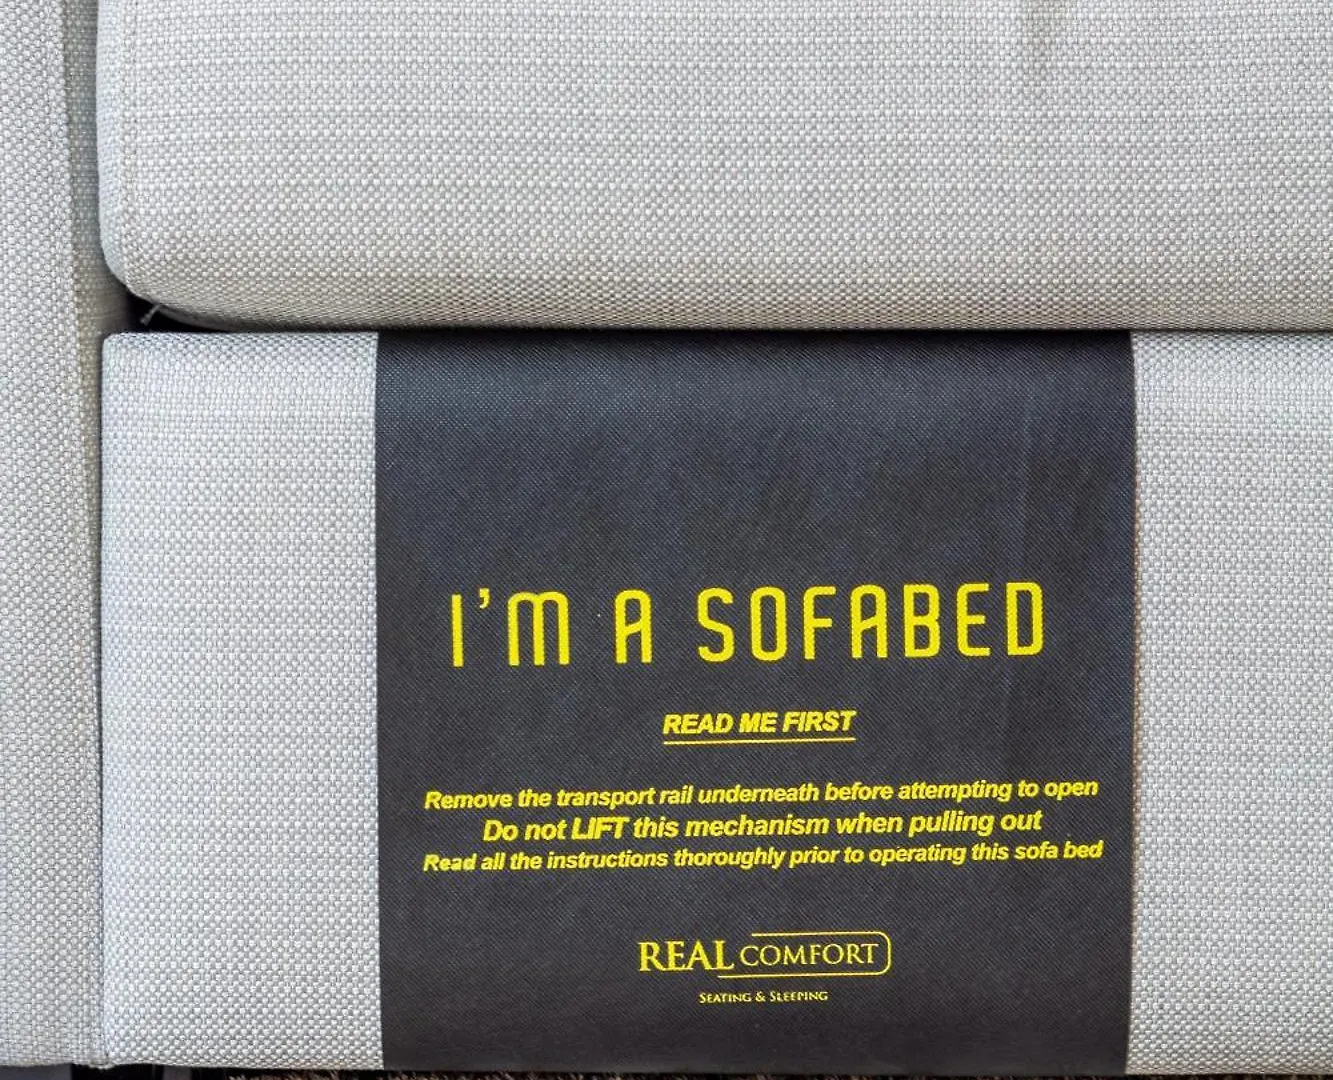 I'M A SOFABED
READ ME FIRST
Remove the transport rail underneath before attempting to open
Do not LIFT this mechanism when pulling out
Read all the instructions thoroughly prior to operating this sofa bed
REAL COMFORT
SEATING & SLEEPING